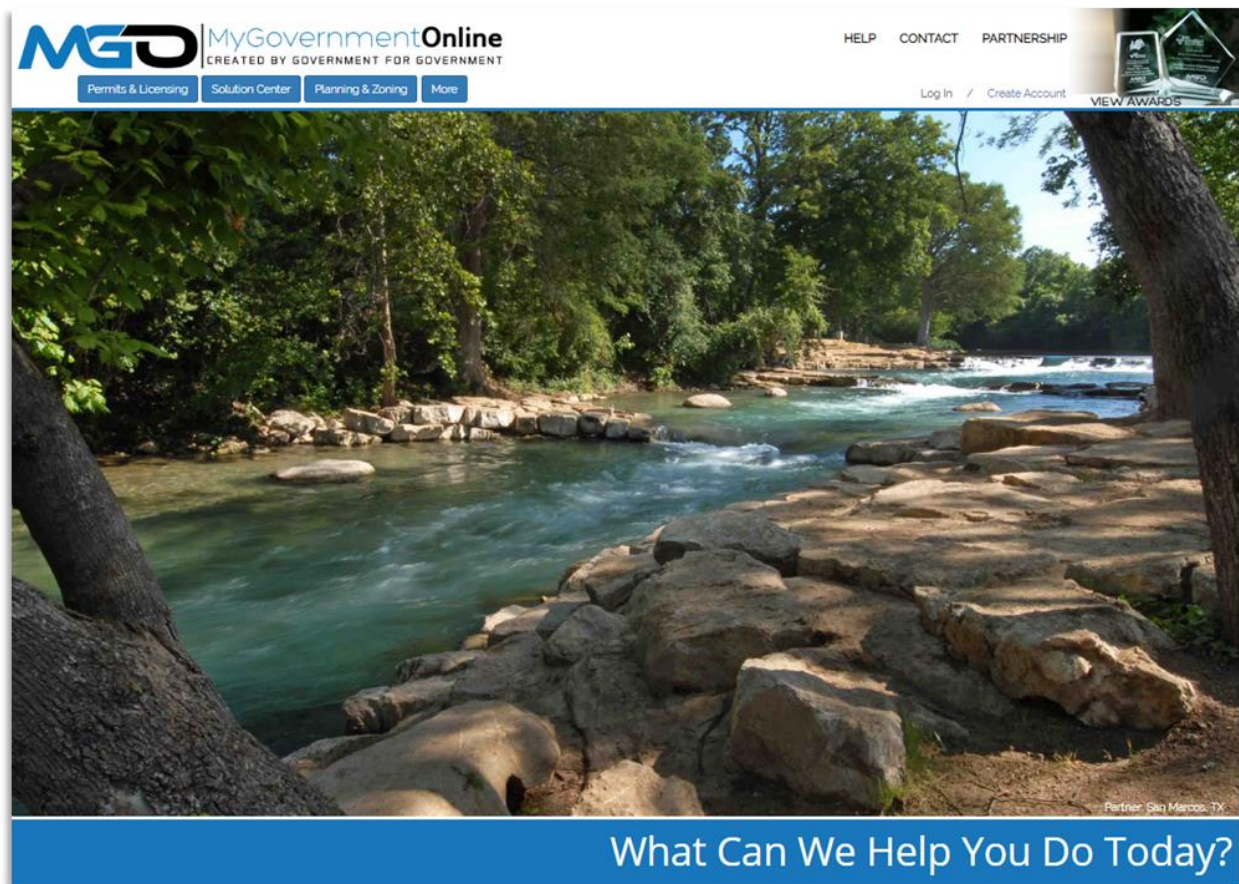 MGO MyGovernmentOnline
CREATED BY GOVERNMENT FOR GOVERNMENT
HELP CONTACT PARTNERSHIP
Permits & Licensing Solution Center Planning & Zoning More
Log In / Create Account
VIEW AWARDS
Partner: San Marcos, TX
What Can We Help You Do Today?